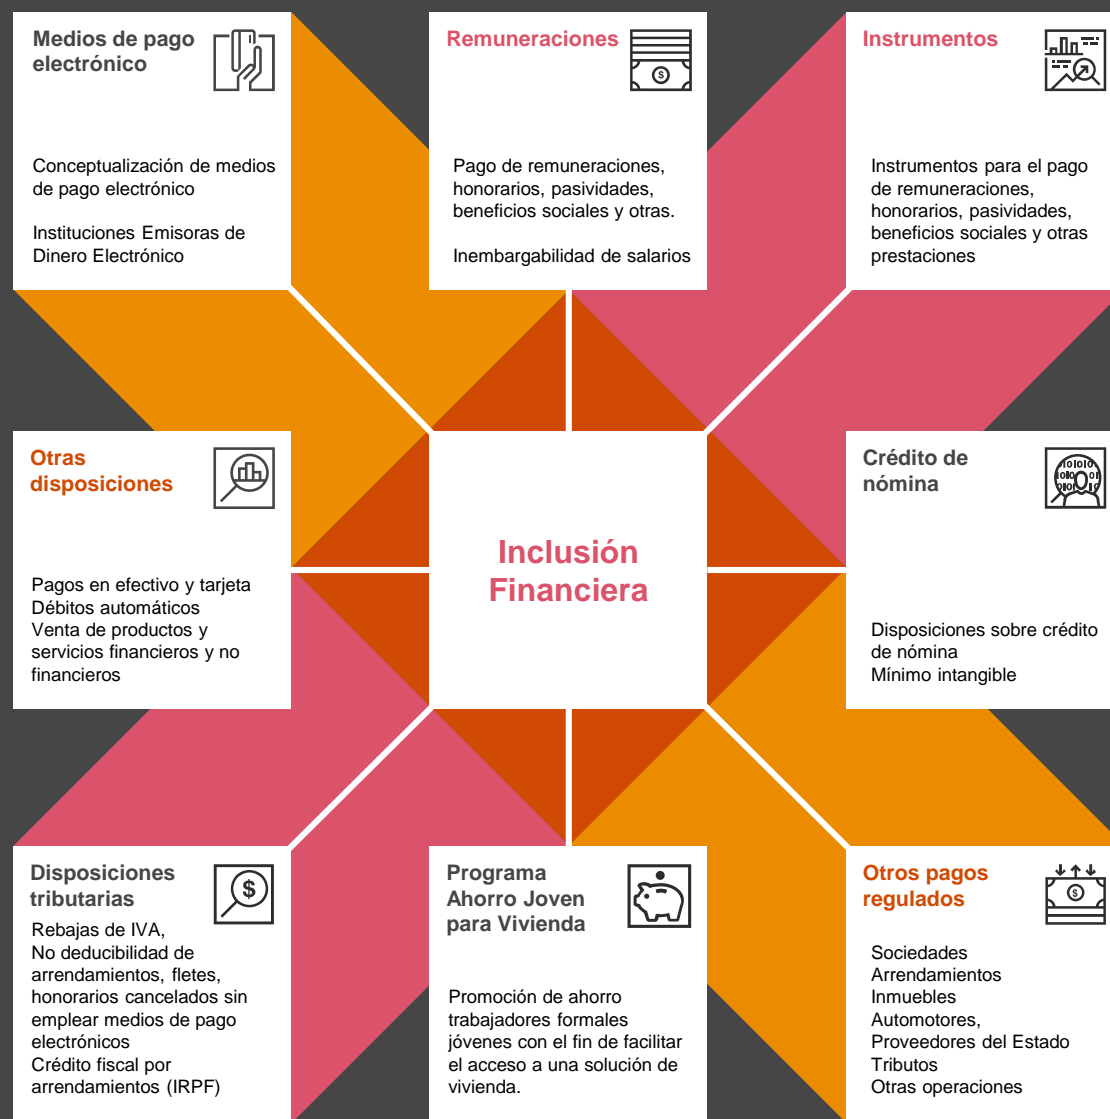 Medios de pago
electrónico
Conceptualización de medios
de pago electrónico
Instituciones Emisoras de
Dinero Electrónico
Remuneraciones
Pago de remuneraciones,
honorarios, pasividades,
beneficios sociales y otras.
Inembargabilidad de salarios
Instrumentos
Instrumentos para el pago
de remuneraciones,
honorarios, pasividades,
beneficios sociales y otras
prestaciones
Otras
disposiciones
Pagos en efectivo y tarjeta
Débitos automáticos
Venta de productos y
servicios financieros y no
financieros
Inclusión
Financiera
Crédito de
nómina
Disposiciones sobre crédito
de nómina
Mínimo intangible
Disposiciones
tributarias
Rebajas de IVA,
No deducibilidad de
arrendamientos, fletes,
honorarios cancelados sin
emplear medios de pago
electrónicos
Crédito fiscal por
arrendamientos (IRPF)
Programa
Ahorro Joven
para Vivienda
Promoción de ahorro
trabajadores formales
jóvenes con el fin de facilitar
el acceso a una solución de
vivienda.
Otros pagos
regulados
Sociedades
Arrendamientos
Inmuebles
Automotores,
Proveedores del Estado
Tributos
Otras operaciones